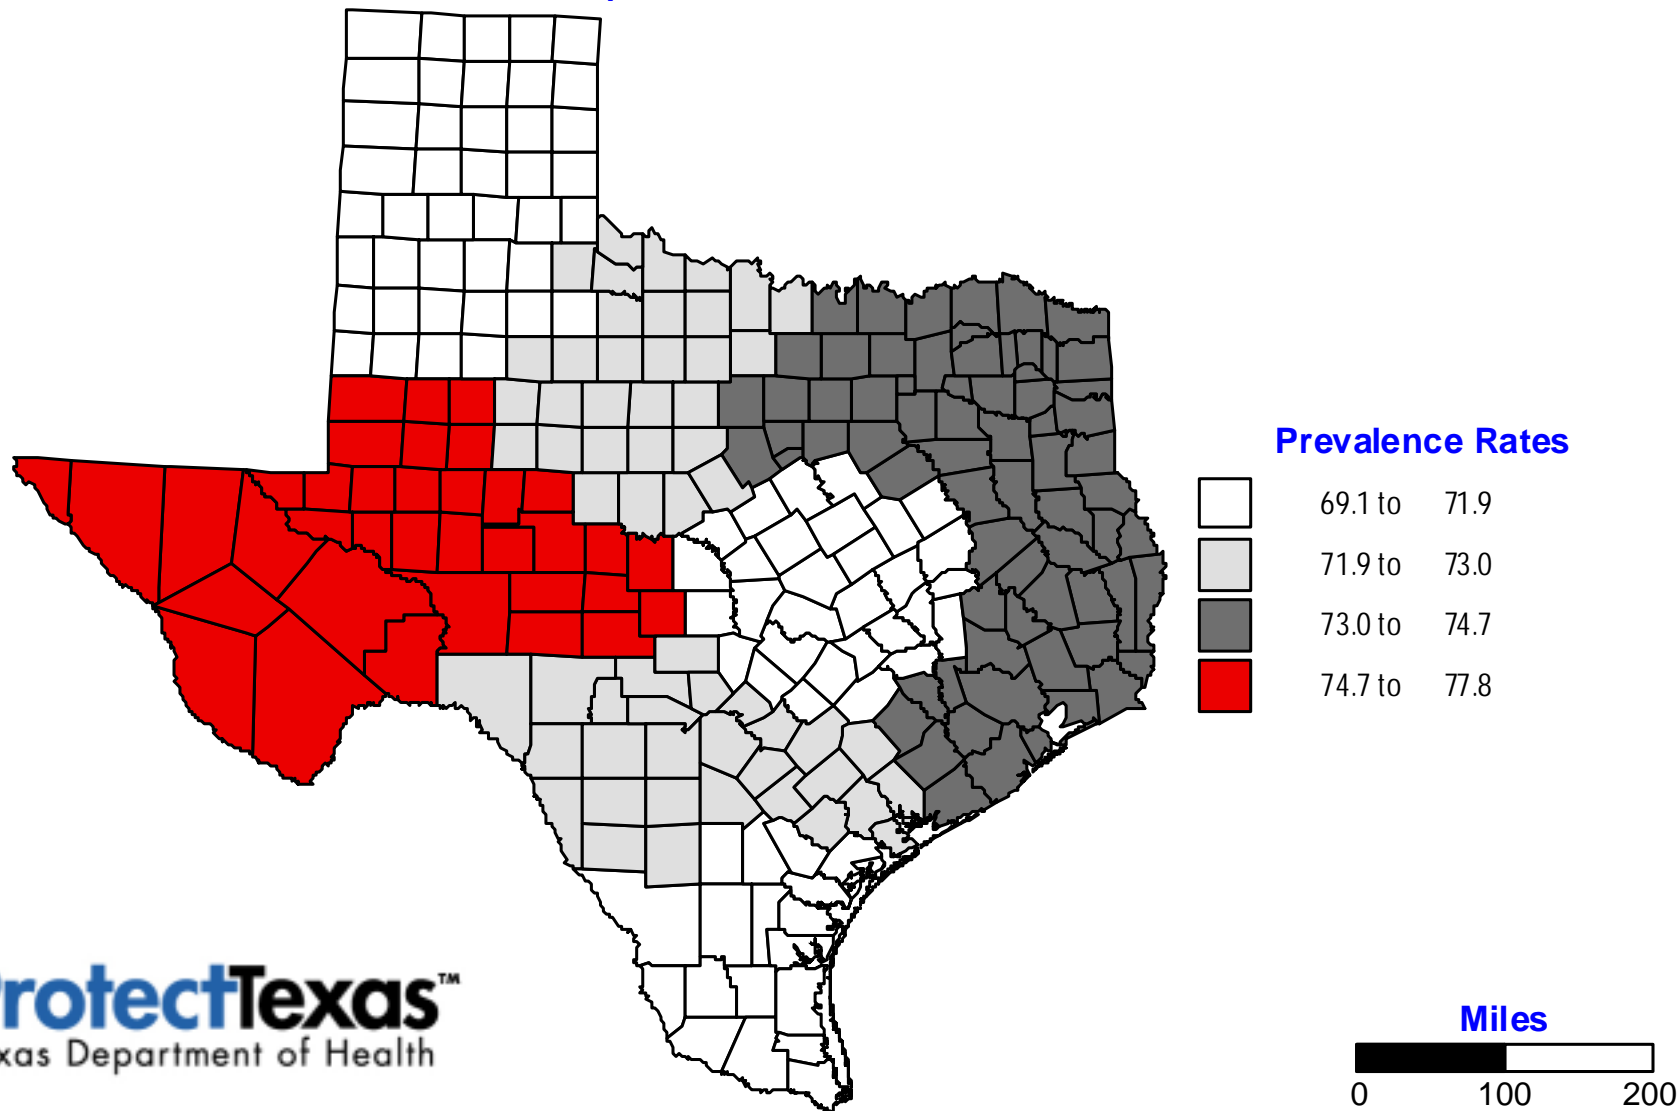 Prevalence Rates
69.1 to 71.9
71.9 to 73.0
73.0 to 74.7
74.7 to 77.8
rotectTexas™
xas Department of Health
Miles
0 100 200